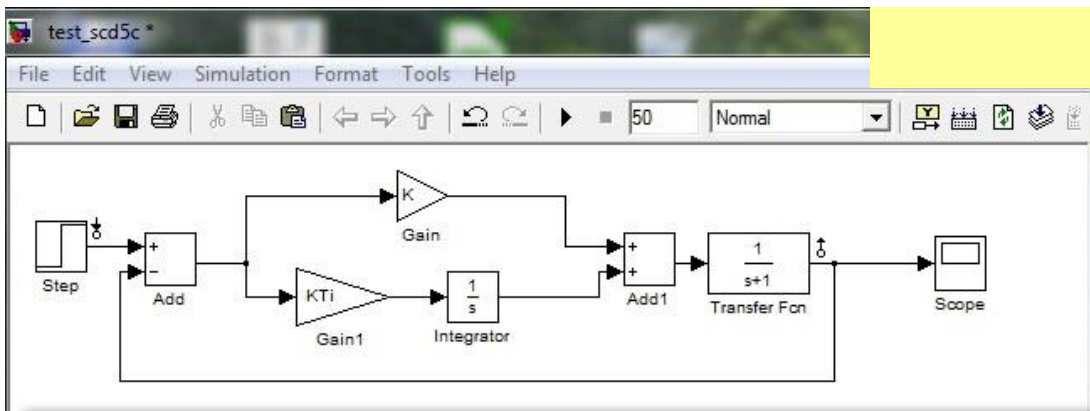 test_scd5c *
File Edit View Simulation Format Tools Help
50 Normal
K
Gain
Step
+
−
Add
KTi
Gain1
1
s
Integrator
+
+
Add1
1
s+1
Transfer Fcn
Scope